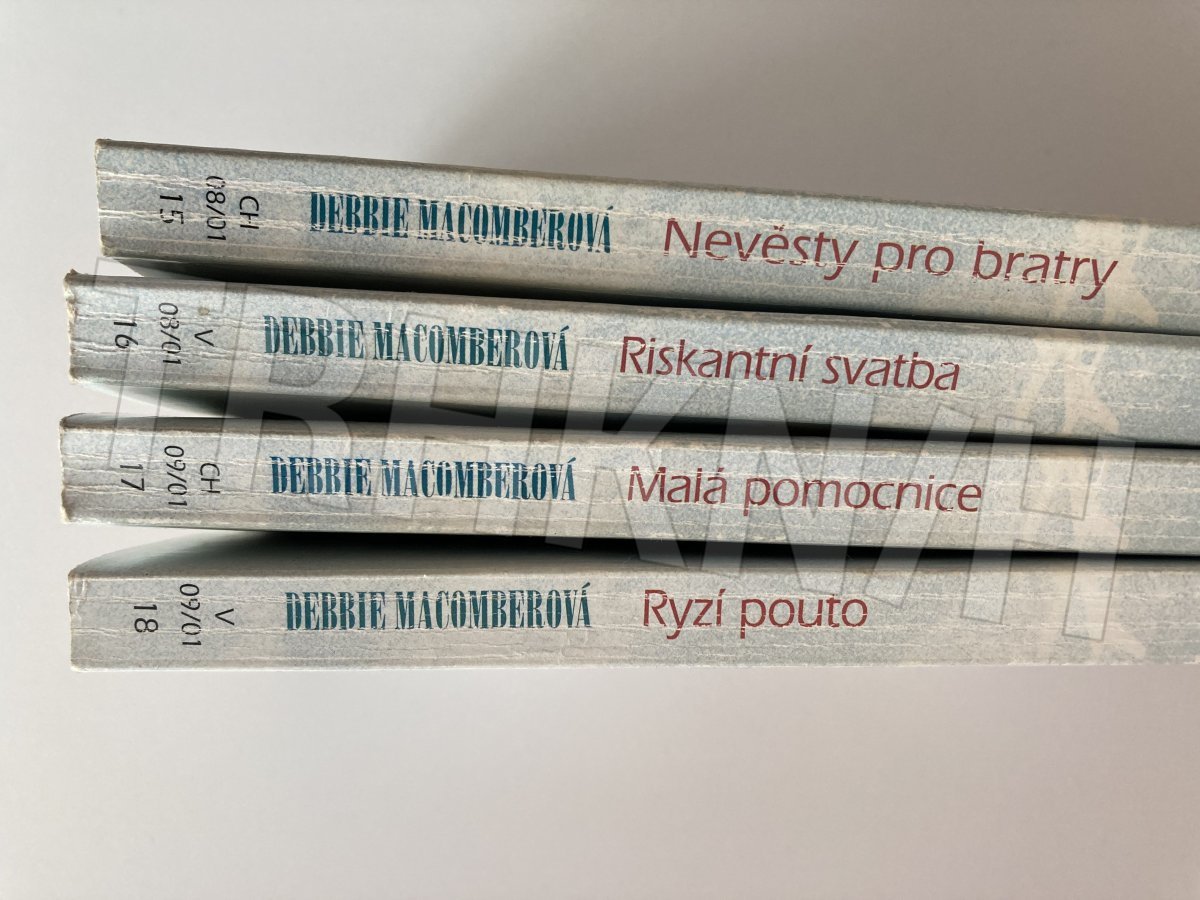 CH
08/01
15
DEBBIE MACOMBEROVÁ
Nevěsty pro bratry
V
08/01
16
DEBBIE MACOMBEROVÁ
Riskantní svatba
CH
09/01
17
DEBBIE MACOMBEROVÁ
Malá pomocnice
V
09/01
18
DEBBIE MACOMBEROVÁ
Ryzí pouto
TRHKNIH